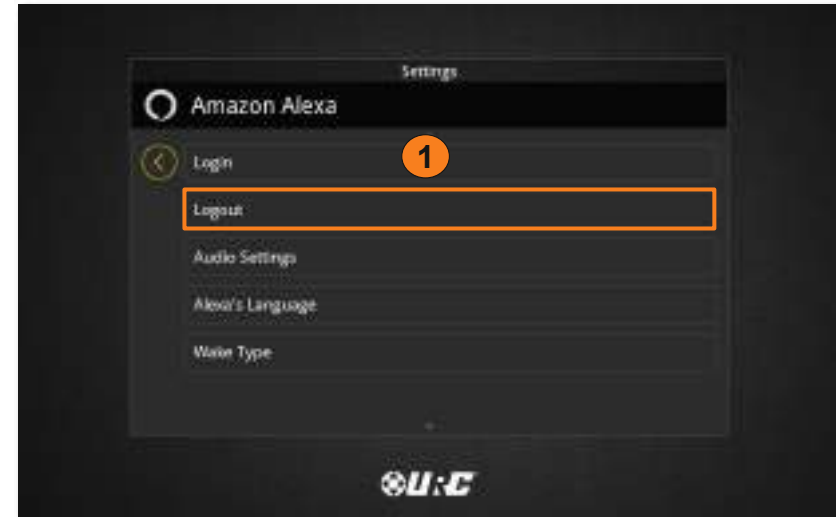 Settings
Amazon Alexa
Login
1
Logout
Audio Settings
Alexa's Language
Wake Type
URC